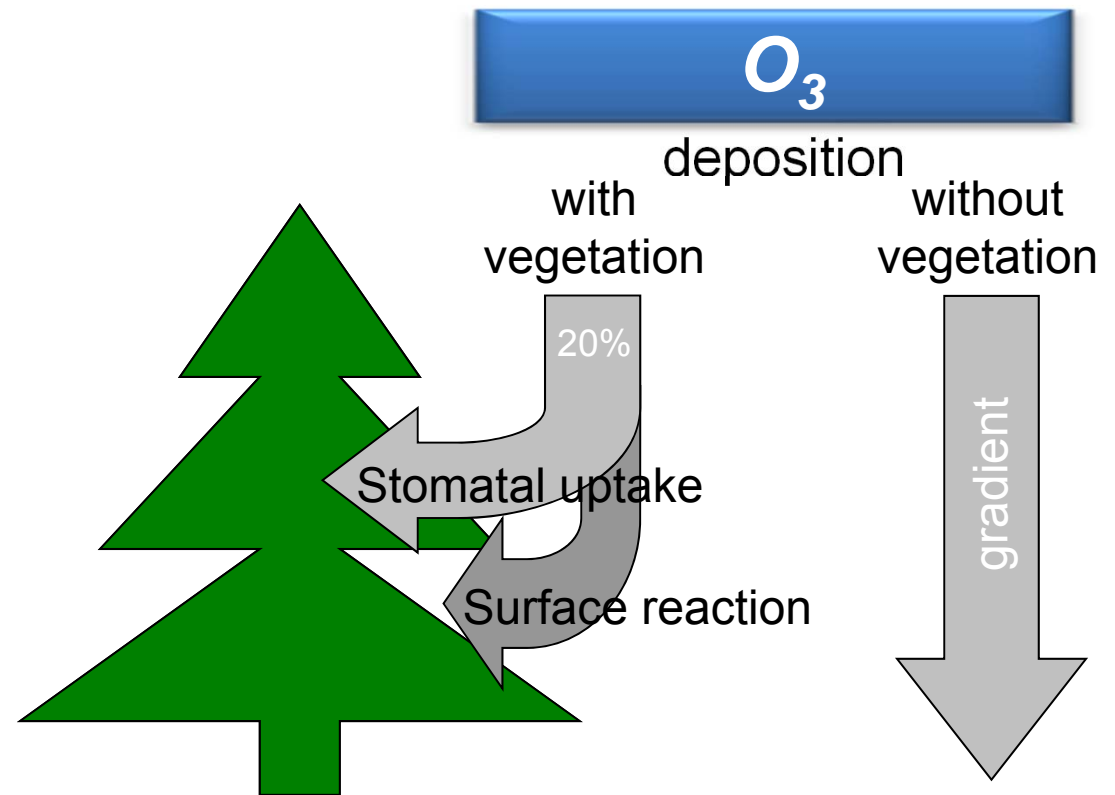 O₃
deposition
with
vegetation
without
vegetation
20%
gradient
Stomatal uptake
Surface reaction